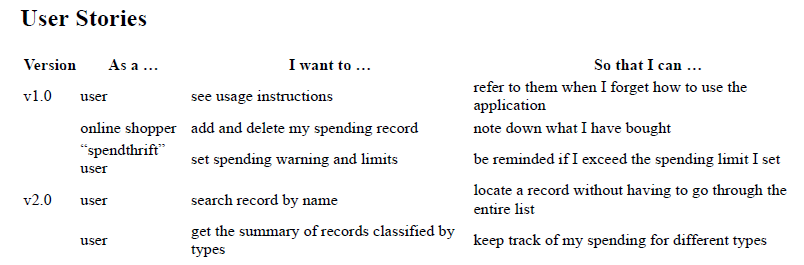 User Stories
Version As a … I want to … So that I can …
v1.0 user see usage instructions refer to them when I forget how to use the
application
online shopper add and delete my spending record note down what I have bought
“spendthrift”
user set spending warning and limits be reminded if I exceed the spending limit I set
v2.0 user search record by name locate a record without having to go through the
entire list
user get the summary of records classified by
types keep track of my spending for different types